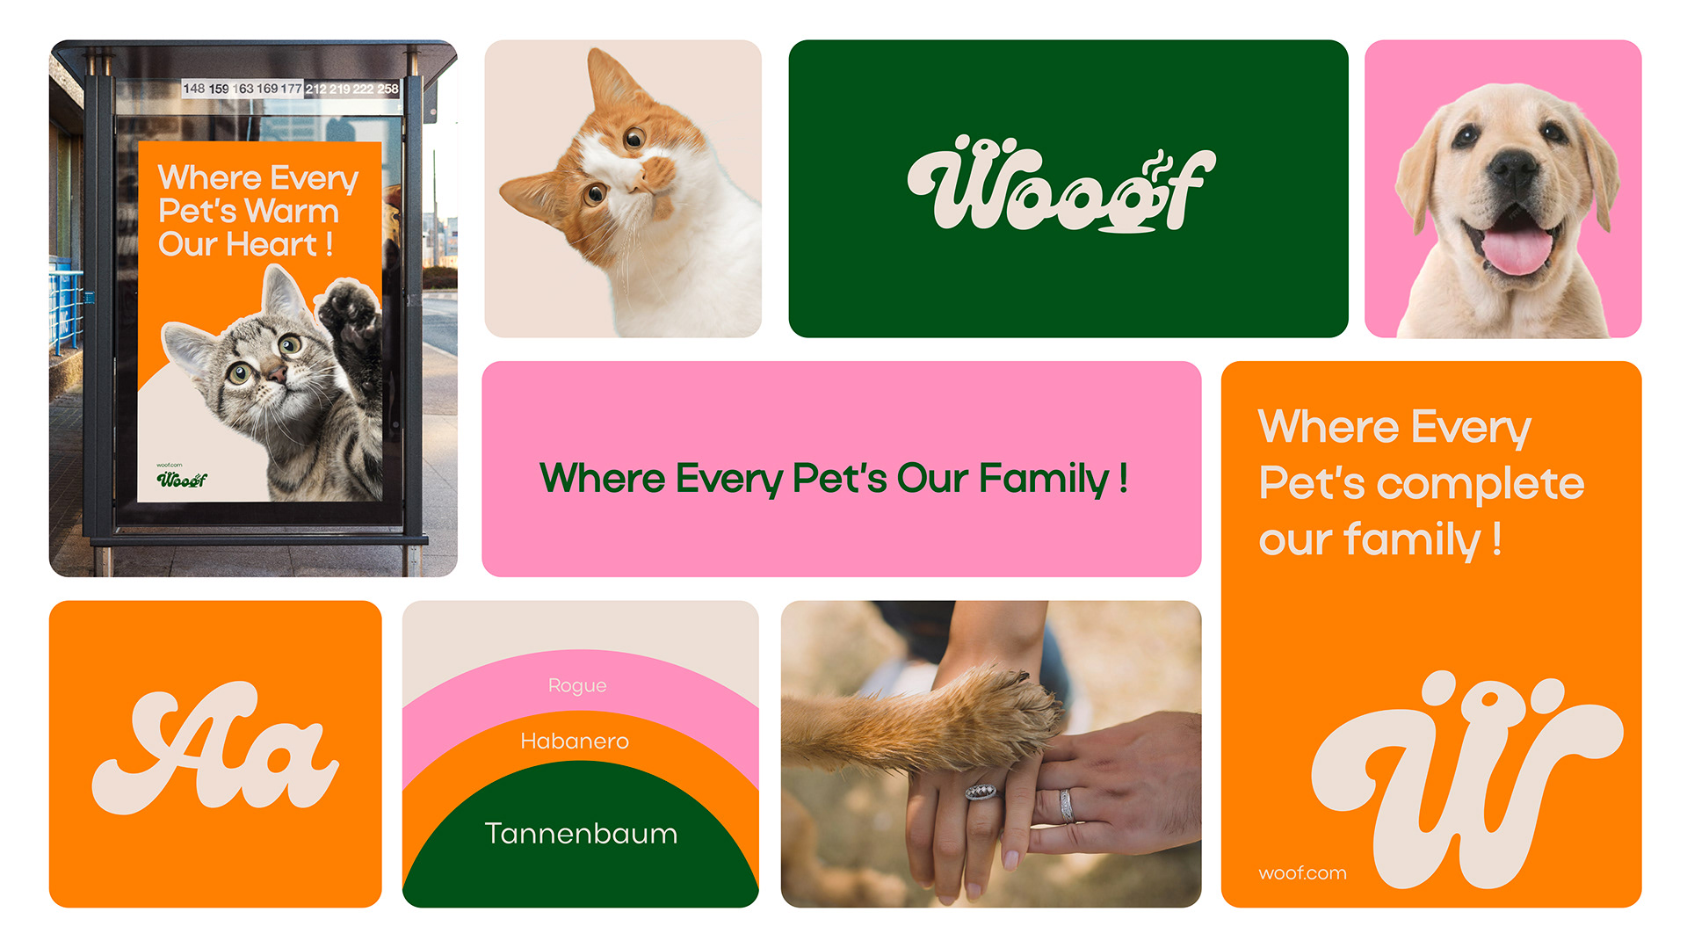 148 159 163 169 177 212 219 222 258
Where Every
Pet's Warm
Our Heart !
woof.com
Wooof
Wooof
Where Every Pet's Our Family !
Where Every
Pet's complete
our family !
W
woof.com
Aa
Rogue
Habanero
Tannenbaum